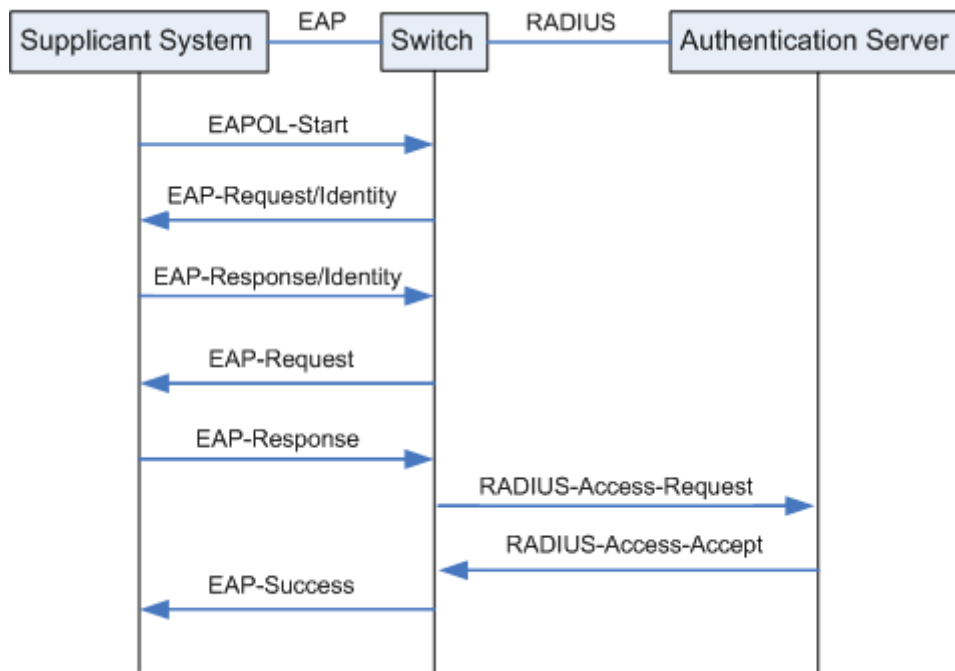 EAP
RADIUS
Supplicant System
Switch
Authentication Server
EAPOL-Start
EAP-Request/Identity
EAP-Response/Identity
EAP-Request
EAP-Response
RADIUS-Access-Request
RADIUS-Access-Accept
EAP-Success